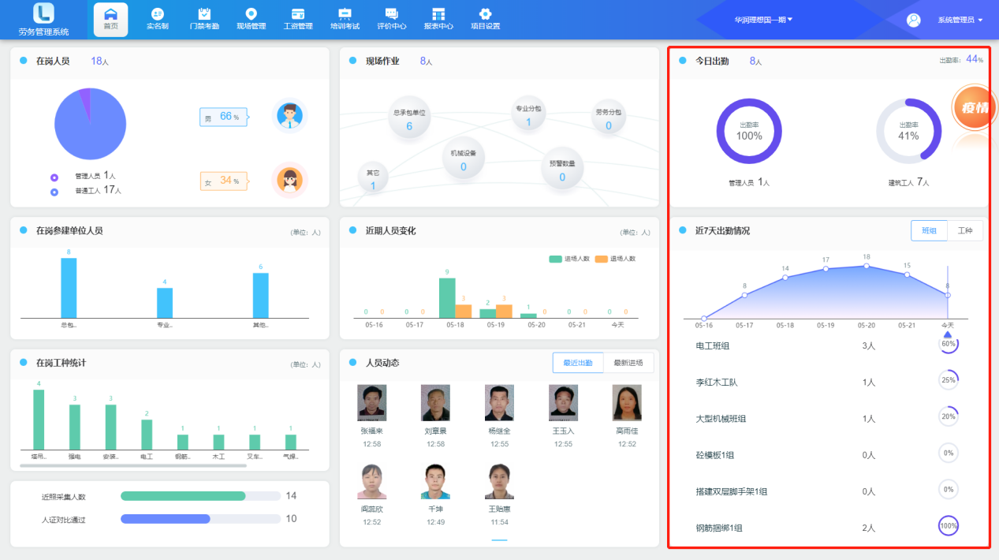 劳务管理系统
首页
实名制
门禁考勤
现场管理
工资管理
培训考试
评价中心
报表中心
项目设置
华润理想国一期
系统管理员
在岗人员 18人
男 66 %
女 34 %
管理人员 1人
普通工人 17人
现场作业 8人
总承包单位
6
专业分包
1
劳务分包
0
机械设备
0
预警数量
0
其它
1
今日出勤 8人
出勤率: 44%
疫情
出勤率
100%
出勤率
41%
管理人员 1人
建筑工人 7人
在岗参建单位人员
(单位: 人)
8
4
6
总包...
专业...
其他...
近期人员变化
(单位: 人)
进场人数 退场人数
0 0 0 0 9 3 2 3 1 0 0 0 0 0
05-16 05-17 05-18 05-19 05-20 05-21 今天
近7天出勤情况
班组 工种
8 14 17 18 15 8
05-16 05-17 05-18 05-19 05-20 05-21 今天
电工班组 3人 60%
李红木工队 1人 25%
大型机械班组 1人 20%
砼模板1组 0人 0%
搭建双层脚手架1组 0人 0%
钢筋捆绑1组 2人 100%
在岗工种统计
(单位: 人)
4 3 3 2 1 1 1 1
塔吊... 强电 安装... 电工 钢筋... 木工 叉车... 气焊...
近照采集人数 14
人证对比通过 10
人员动态
最近出勤 最新进场
张福来 刘章景 杨继全 王玉入 高雨佳
12:58 12:58 12:55 12:55 12:52
阎蕊欣 千坤 王贻惠
12:52 12:49 11:54